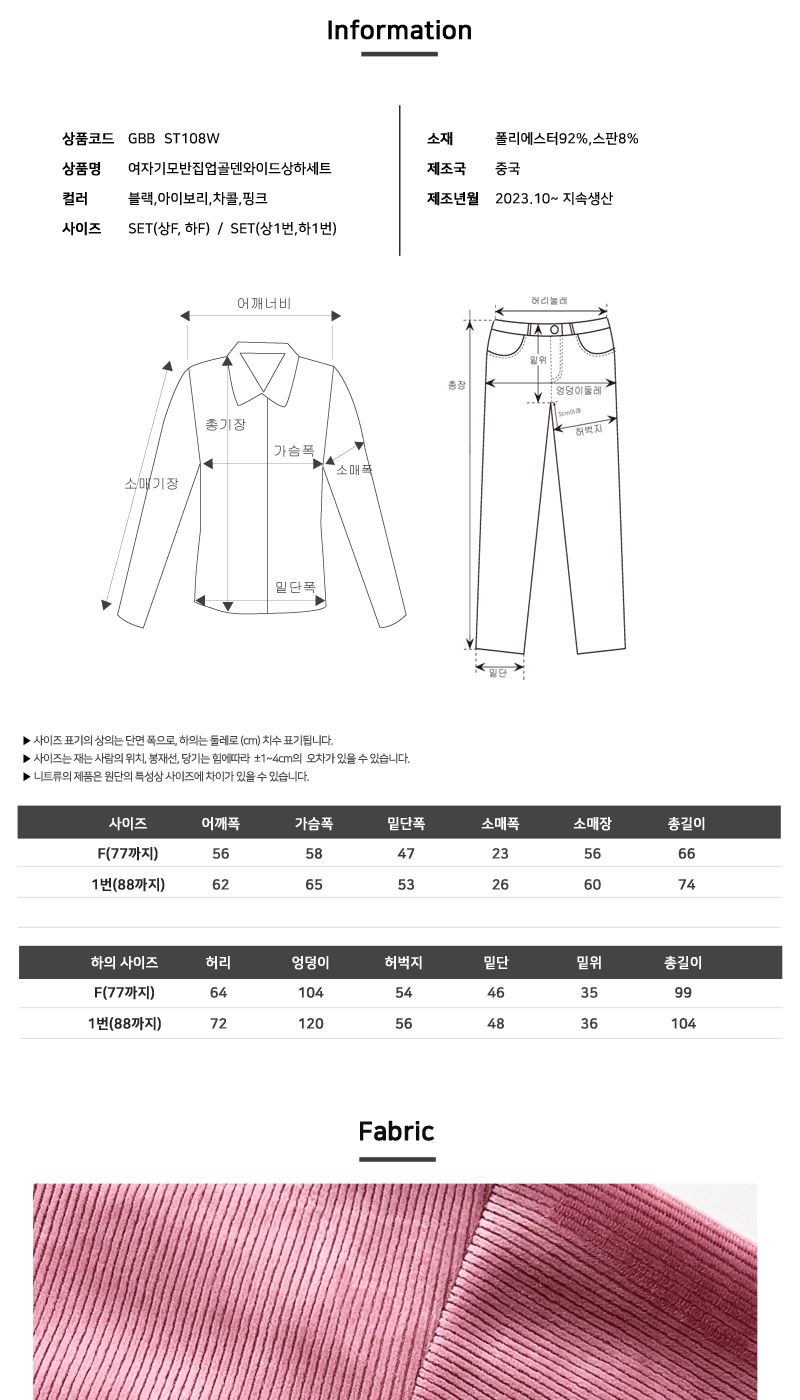 Information
상품코드 GBB ST108W
상품명 여자기모반집업골덴와이드상하세트
컬러 블랙,아이보리,차콜,핑크
사이즈 SET(상F, 하F) / SET(상1번,하1번)
소재 폴리에스터92%,스판8%
제조국 중국
제조년월 2023.10~ 지속생산
어깨너비
총기장
가슴폭
소매폭
소매기장
밑단폭
허리둘레
밑위
총장
엉덩이둘레
5cm아래
허벅지
밑단
▶ 사이즈 표기의 상의는 단면 폭으로, 하의는 둘레로 (cm) 치수 표기됩니다.
▶ 사이즈는 재는 사람의 위치, 봉재선, 당기는 힘에따라 ±1~4cm의 오차가 있을 수 있습니다.
▶ 니트류의 제품은 원단의 특성상 사이즈에 차이가 있을 수 있습니다.
사이즈 어깨폭 가슴폭 밑단폭 소매폭 소매장 총길이
F(77까지) 56 58 47 23 56 66
1번(88까지) 62 65 53 26 60 74
하의 사이즈 허리 엉덩이 허벅지 밑단 밑위 총길이
F(77까지) 64 104 54 46 35 99
1번(88까지) 72 120 56 48 36 104
Fabric